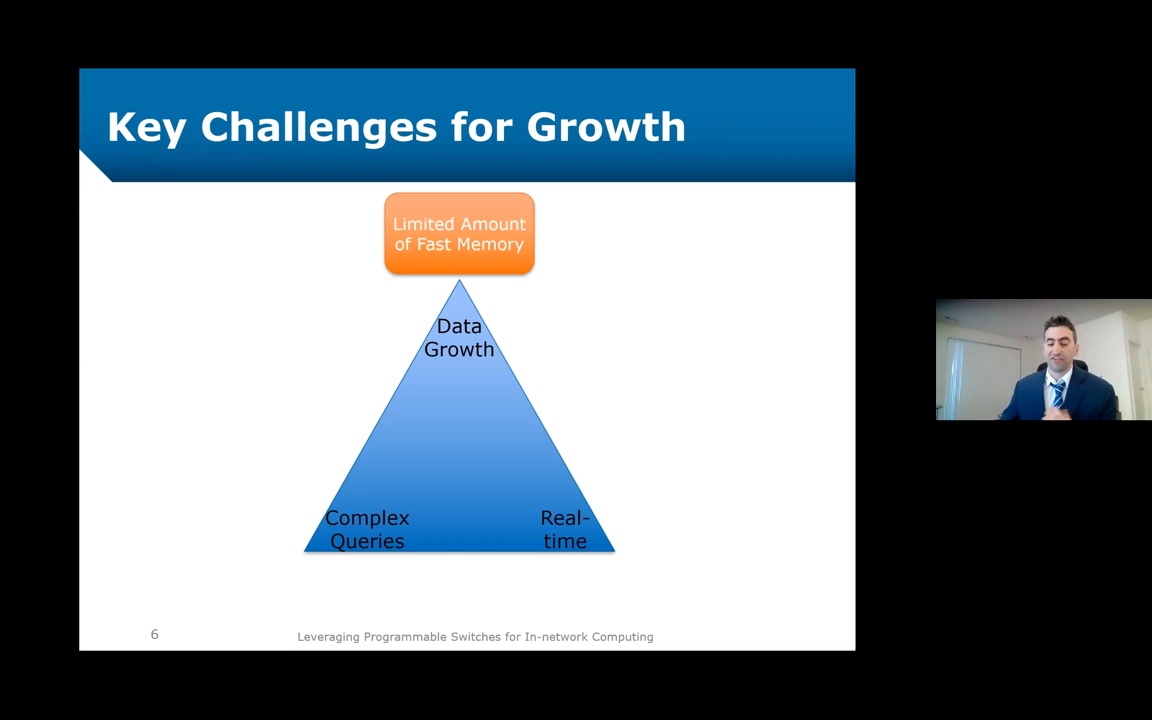 Key Challenges for Growth
Limited Amount
of Fast Memory
Data
Growth
Complex
Queries
Real-
time
6
Leveraging Programmable Switches for In-network Computing